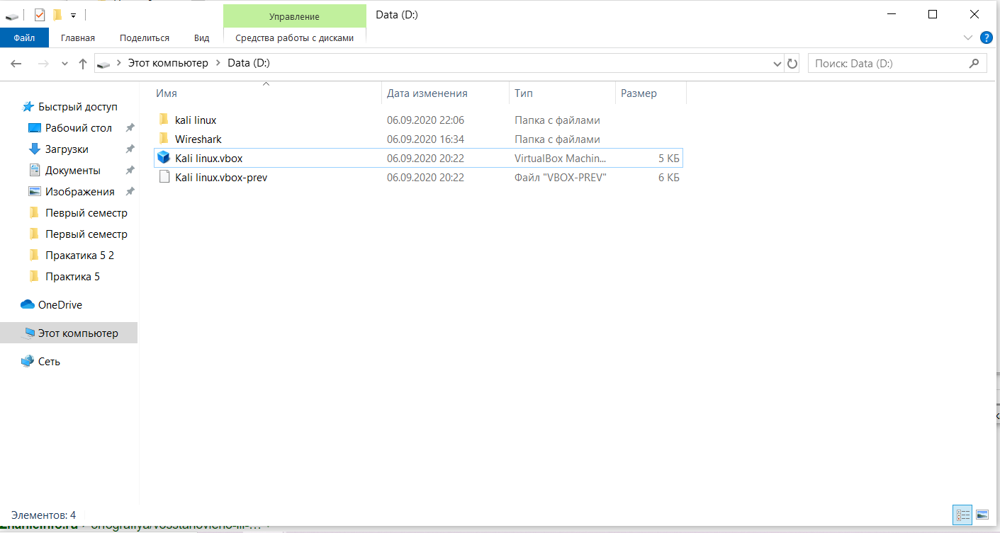 Управление
Data (D:)
Файл
Главная
Поделиться
Вид
Средства работы с дисками
?
Этот компьютер
Data (D:)
Поиск: Data (D:)
Имя
Дата изменения
Тип
Размер
Быстрый доступ
Рабочий стол
Загрузки
Документы
Изображения
Певрый семестр
Первый семестр
Пракатика 5 2
Практика 5
OneDrive
Этот компьютер
Сеть
kali linux 06.09.2020 22:06 Папка с файлами
Wireshark 06.09.2020 16:34 Папка с файлами
Kali linux.vbox 06.09.2020 20:22 VirtualBox Machin... 5 КБ
Kali linux.vbox-prev 06.09.2020 20:22 Файл "VBOX-PREV" 6 КБ
Элементов: 4